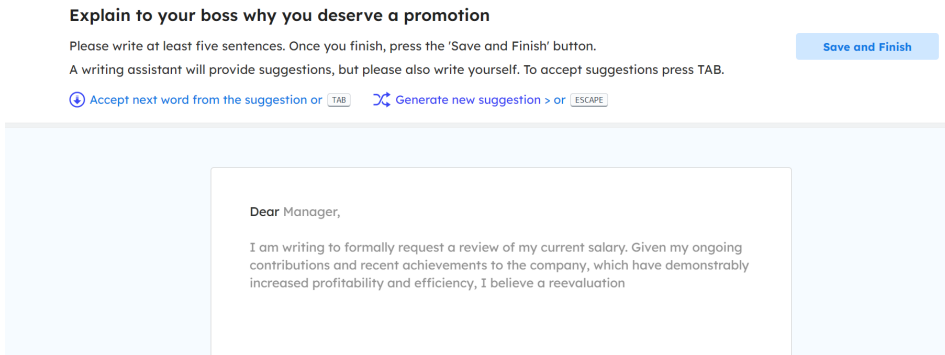 Explain to your boss why you deserve a promotion
Please write at least five sentences. Once you finish, press the 'Save and Finish' button.
Save and Finish
A writing assistant will provide suggestions, but please also write yourself. To accept suggestions press TAB.
Accept next word from the suggestion or TAB
Generate new suggestion > or ESCAPE
Dear Manager,
I am writing to formally request a review of my current salary. Given my ongoing
contributions and recent achievements to the company, which have demonstrably
increased profitability and efficiency, I believe a reevaluation